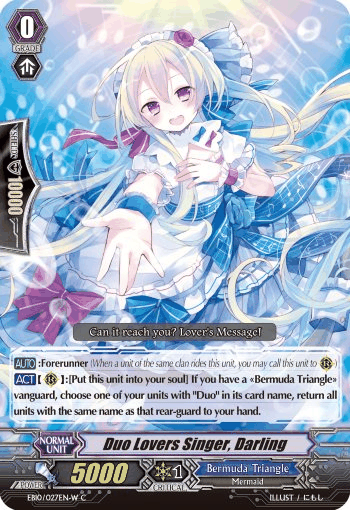 0
GRADE
SHIELD 10000
Can it reach you? Lover's Message!
AUTO :Forerunner (When a unit of the same clan rides this unit, you may call this unit to R)
ACT [ R ]:[Put this unit into your soul] If you have a «Bermuda Triangle»
vanguard, choose one of your units with "Duo" in its card name, return all
units with the same name as that rear-guard to your hand.
NORMAL
UNIT
Duo Lovers Singer, Darling
POWER
5000
1
CRITICAL
Bermuda Triangle
Mermaid
EB10/027EN-W C
ILLUST / にもし